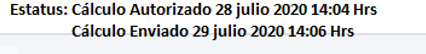 Estatus: Cálculo Autorizado 28 julio 2020 14:04 Hrs
Cálculo Enviado 29 julio 2020 14:06 Hrs